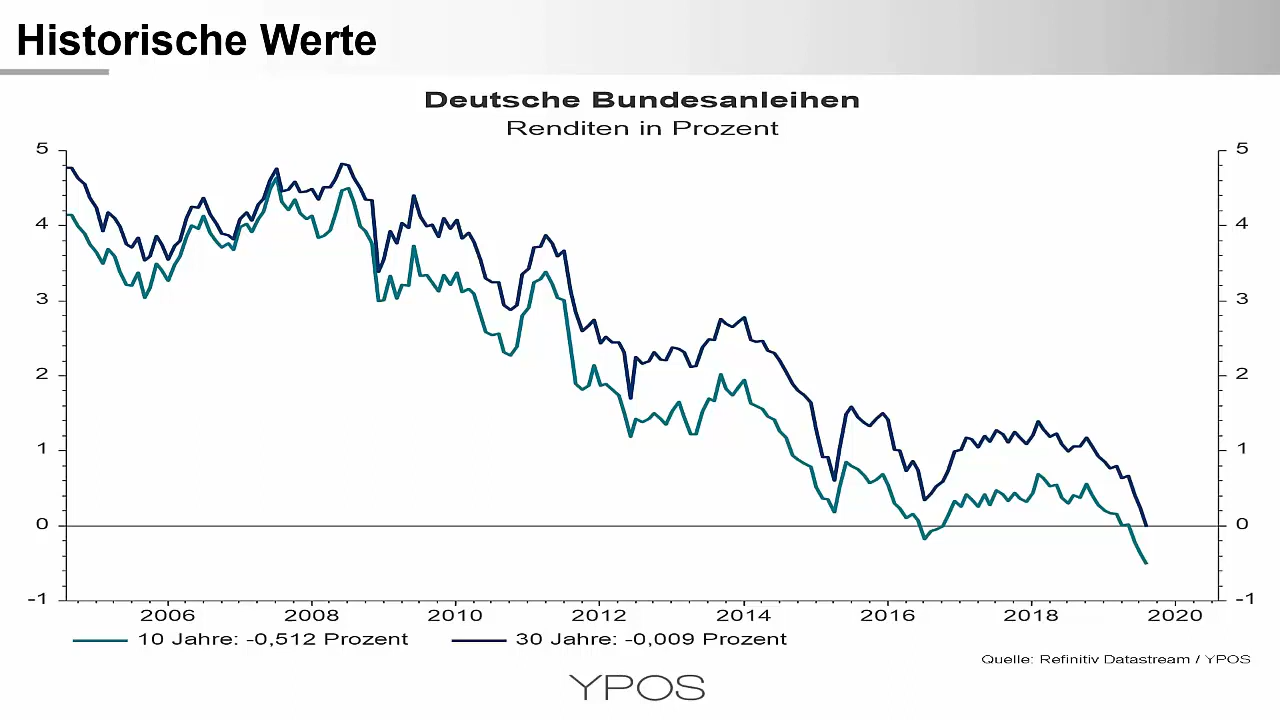 Historische Werte
Deutsche Bundesanleihen
Renditen in Prozent
5 5
4 4
3 3
2 2
1 1
0 0
-1 -1
2006 2008 2010 2012 2014 2016 2018 2020
10 Jahre: -0,512 Prozent 30 Jahre: -0,009 Prozent
Quelle: Refinitiv Datastream / YPOS
YPOS